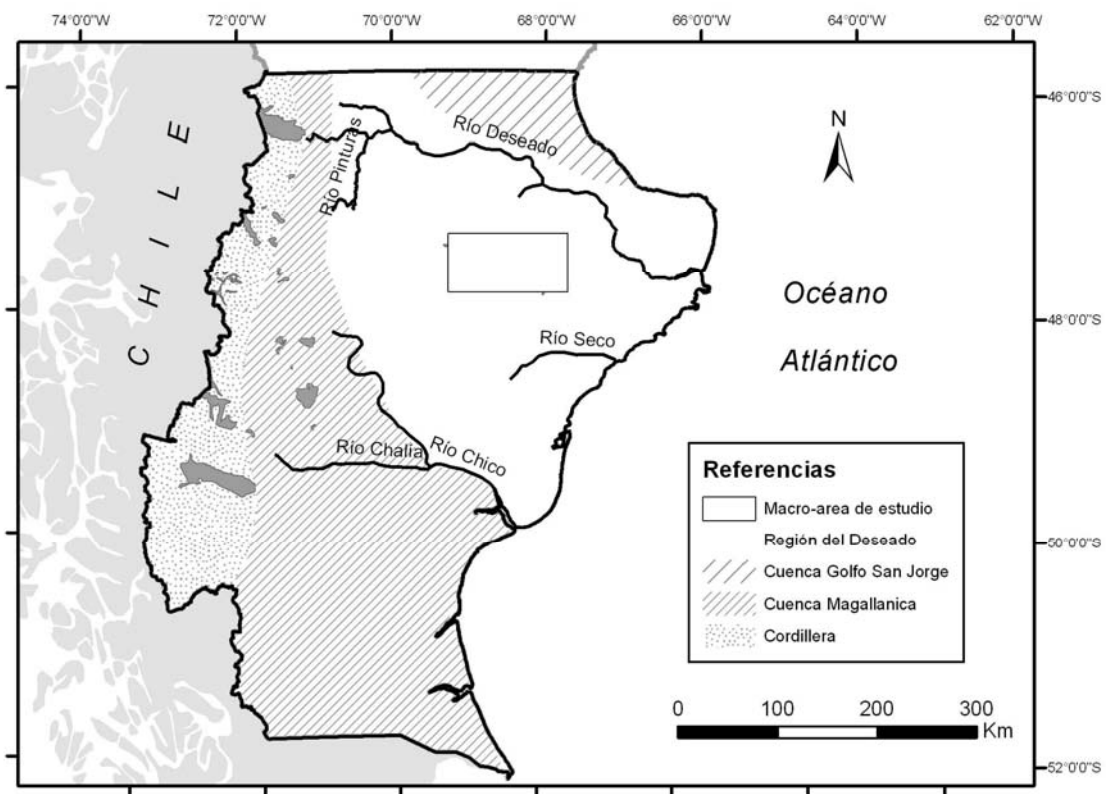 74°0'0"W 72°0'0"W 70°0'0"W 68°0'0"W 66°0'0"W 64°0'0"W 62°0'0"W
46°0'0"S
N
Río Deseado
Río Pinturas
CHILE
Océano
Atlántico
48°0'0"S
Río Seco
Río Chalia
Río Chico
Referencias
Macro-area de estudio
Región del Deseado
Cuenca Golfo San Jorge
Cuenca Magallanica
Cordillera
50°0'0"S
0 100 200 300
Km
52°0'0"S